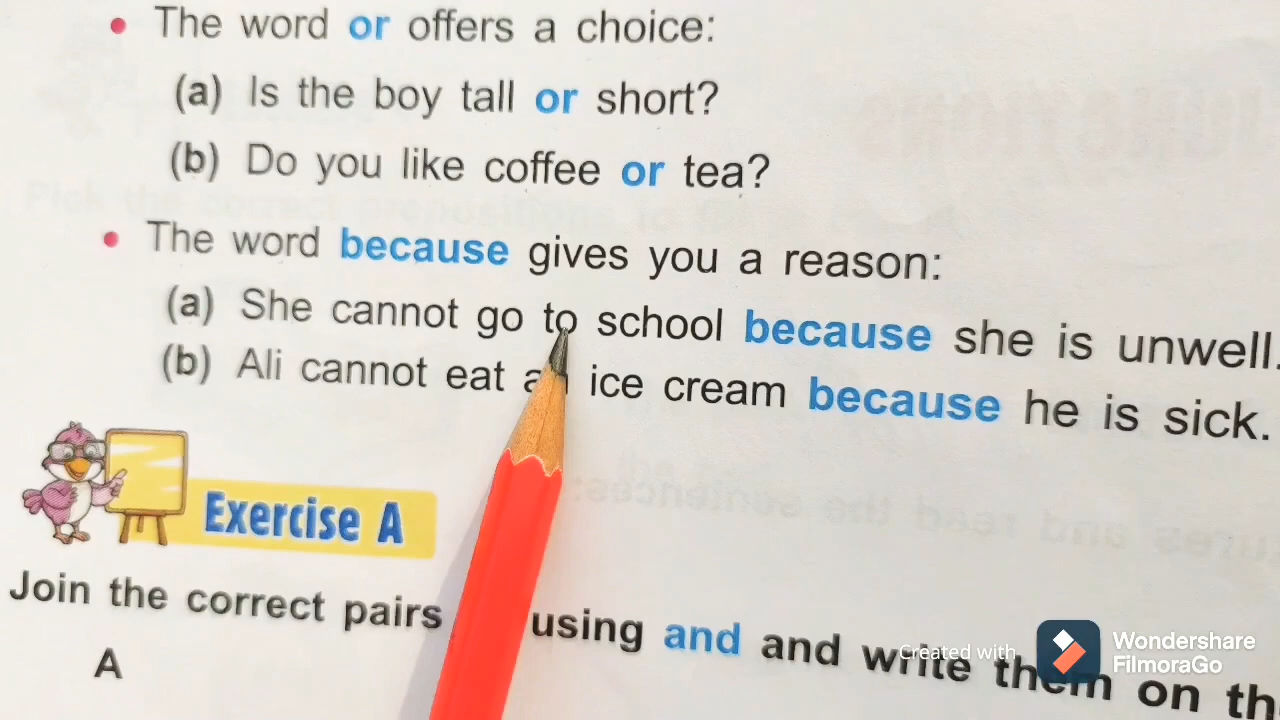 The word or offers a choice:
(a) Is the boy tall or short?
(b) Do you like coffee or tea?
The word because gives you a reason:
(a) She cannot go to school because she is unwell.
(b) Ali cannot eat ice cream because he is sick.
Exercise A
Join the correct pairs using and and write them on
A
Created with Wondershare FilmoraGo